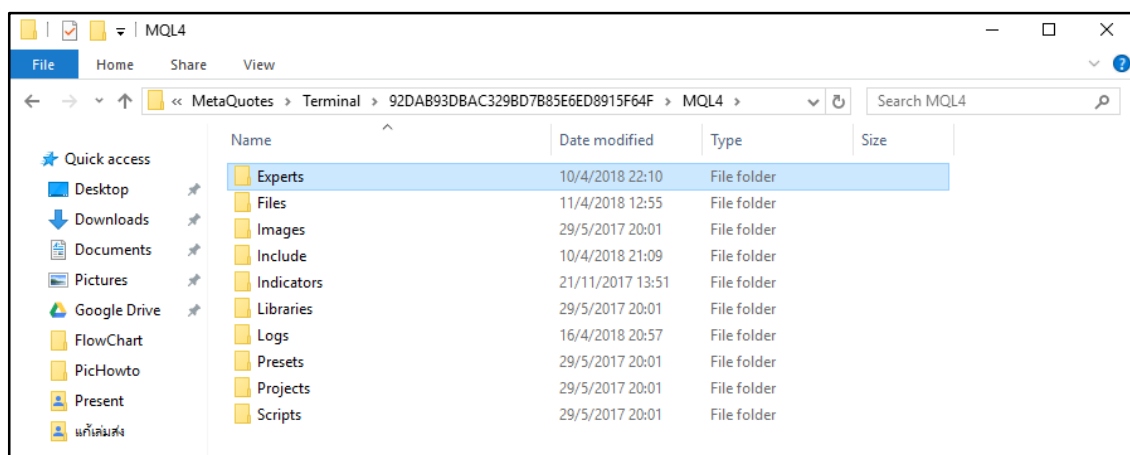 MQL4
File Home Share View
« MetaQuotes > Terminal > 92DAB93DBAC329BD7B85E6ED8915F64F > MQL4 > Search MQL4
Name Date modified Type Size
Quick access
Desktop
Downloads
Documents
Pictures
Google Drive
FlowChart
PicHowto
Present
แก้เล่มส่ง
Experts 10/4/2018 22:10 File folder
Files 11/4/2018 12:55 File folder
Images 29/5/2017 20:01 File folder
Include 10/4/2018 21:09 File folder
Indicators 21/11/2017 13:51 File folder
Libraries 29/5/2017 20:01 File folder
Logs 16/4/2018 20:57 File folder
Presets 29/5/2017 20:01 File folder
Projects 29/5/2017 20:01 File folder
Scripts 29/5/2017 20:01 File folder